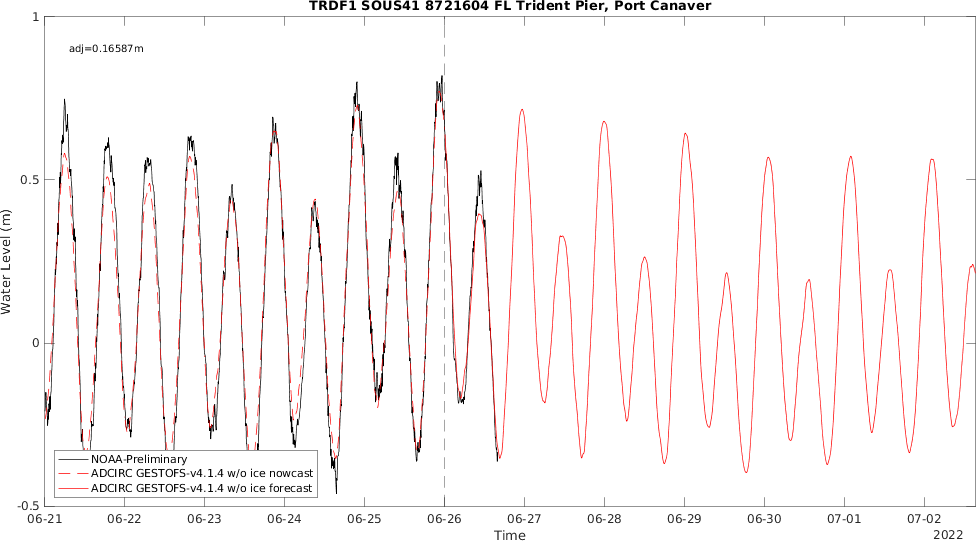 TRDF1 SOUS41 8721604 FL Trident Pier, Port Canaver
adj=0.16587m
1
0.5
0
-0.5
Water Level (m)
NOAA-Preliminary
ADCIRC GESTOFS-v4.1.4 w/o ice nowcast
ADCIRC GESTOFS-v4.1.4 w/o ice forecast
06-21 06-22 06-23 06-24 06-25 06-26 06-27 06-28 06-29 06-30 07-01 07-02
Time
2022